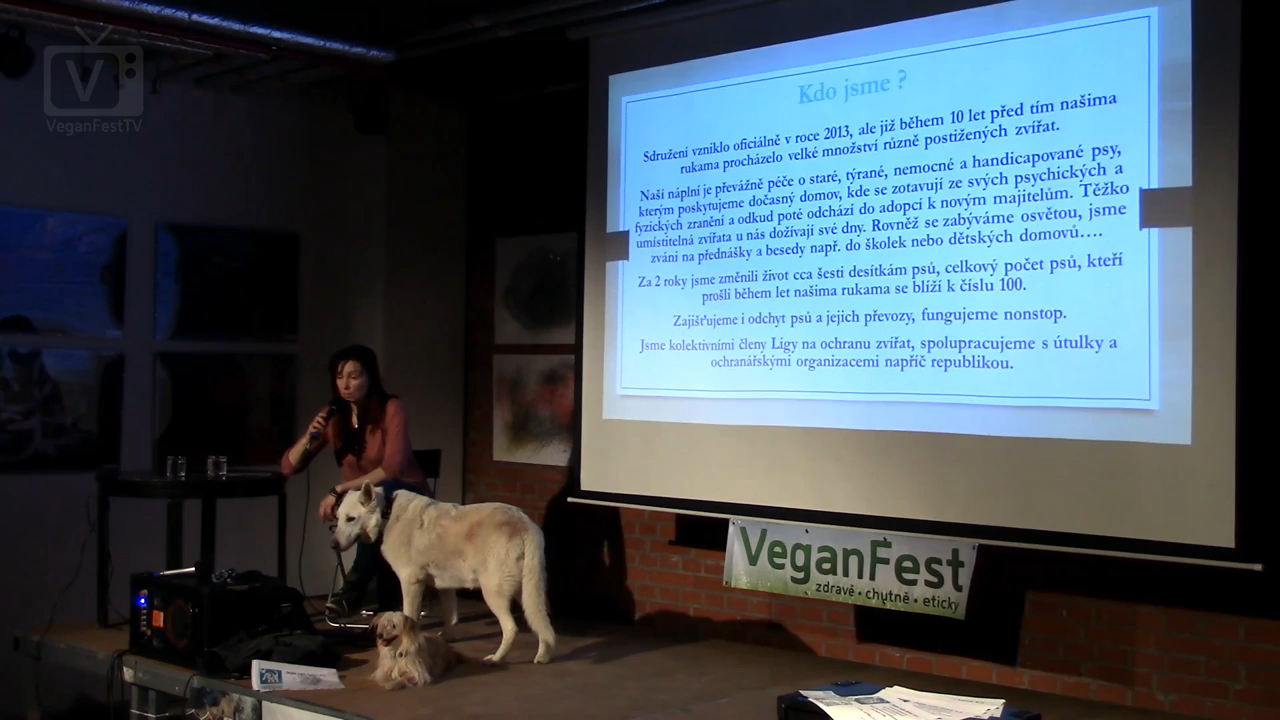 V
VeganFestTV
Kdo jsme ?
Sdružení vzniklo oficiálně v roce 2013, ale již během 10 let před tím našima
rukama procházelo velké množství různě postižených zvířat.
Naší náplní je převážně péče o staré, týrané, nemocné a handicapované psy,
kterým poskytujeme dočasný domov, kde se zotavují ze svých psychických a
fyzických zranění a odkud poté odchází do adopcí k novým majitelům. Těžko
umístitelná zvířata u nás dožívají své dny. Rovněž se zabýváme osvětou, jsme
zváni na přednášky a besedy např. do školek nebo dětských domovů….
Za 2 roky jsme změnili život cca šesti desítkám psů, celkový počet psů, kteří
prošli během let našima rukama se blíží k číslu 100.
Zajišťujeme i odchyt psů a jejich převozy, fungujeme nonstop.
Jsme kolektivními členy Ligy na ochranu zvířat, spolupracujeme s útulky a
ochranářskými organizacemi napříč republikou.
VeganFest
zdravě • chutně • eticky